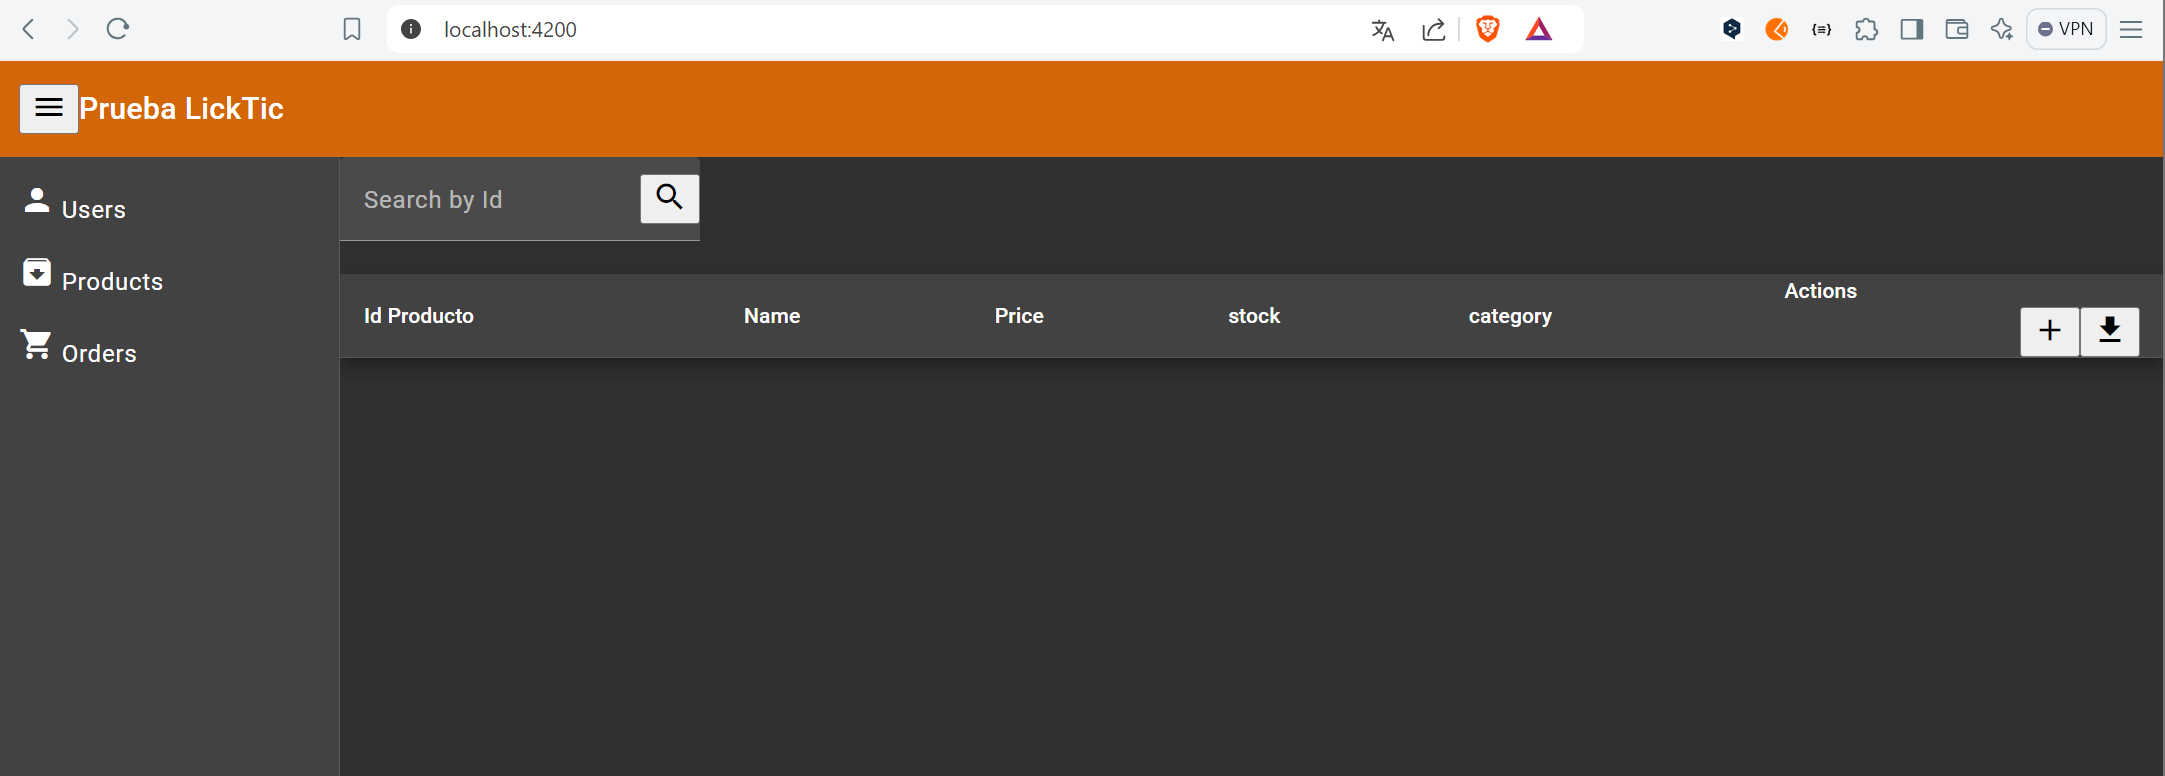 localhost:4200
VPN
Prueba LickTic
Users
Products
Orders
Search by Id
Id Producto Name Price stock category Actions